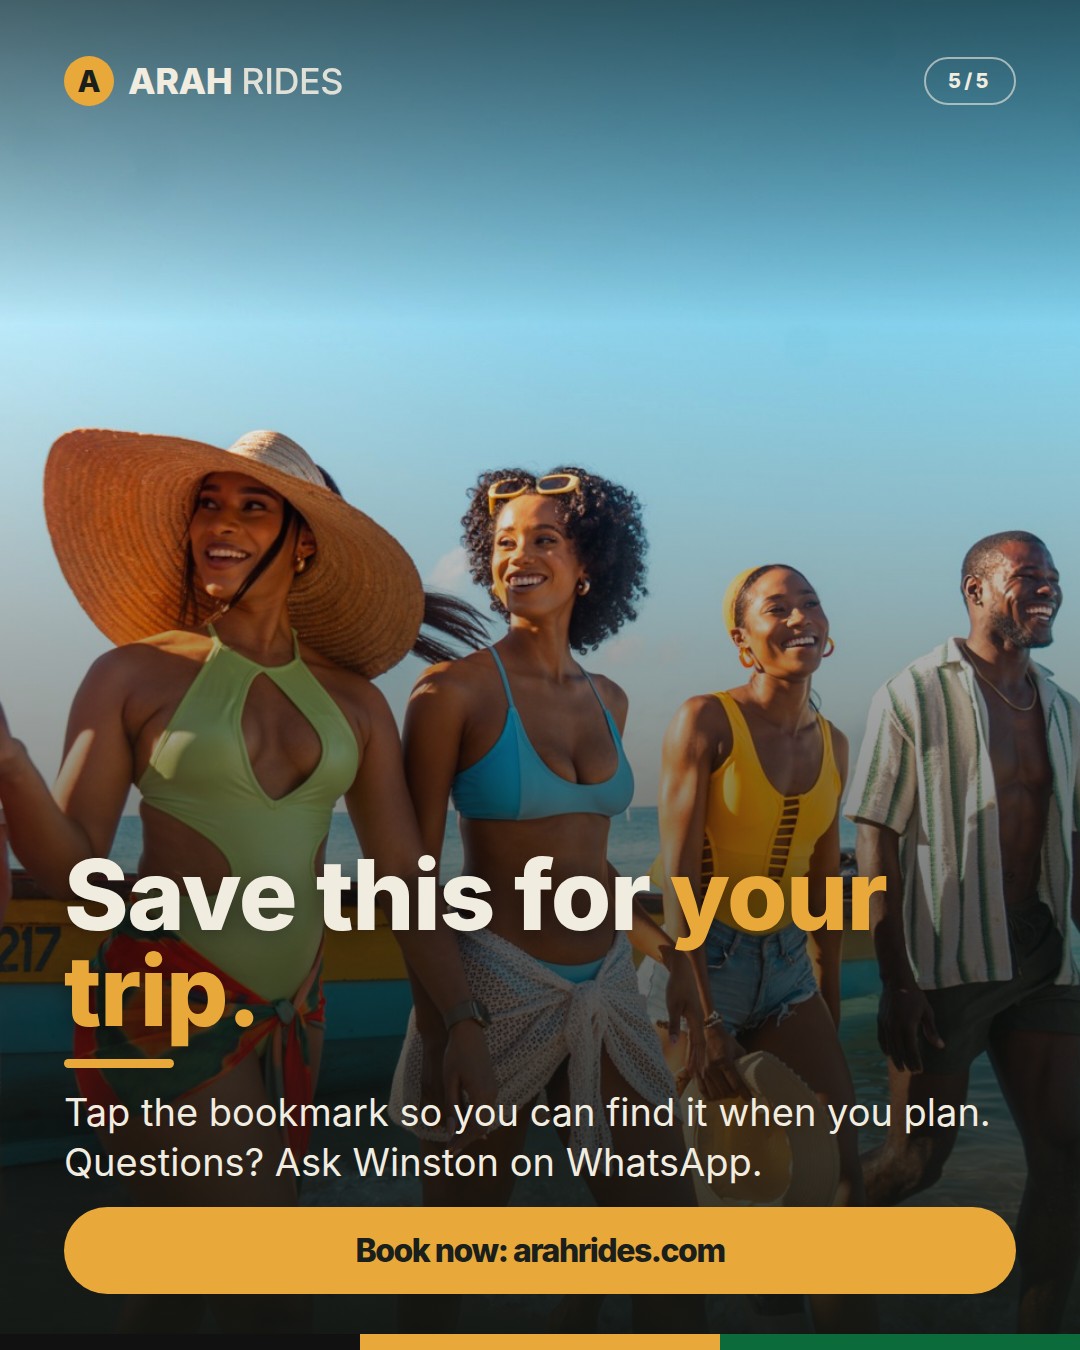 A ARAH RIDES
5/5
Save this for your
trip.
217
Tap the bookmark so you can find it when you plan.
Questions? Ask Winston on WhatsApp.
Book now: arahrides.com